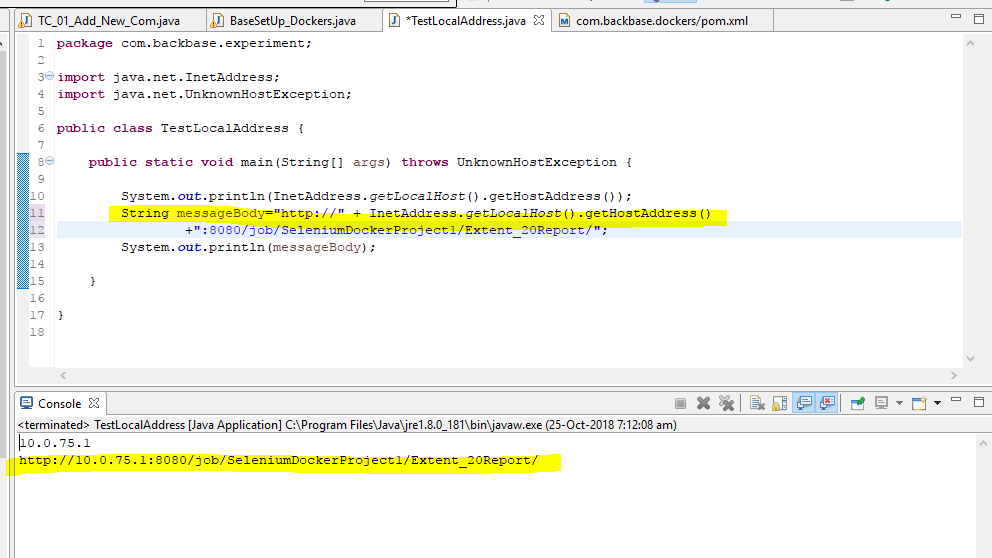 TC_01_Add_New_Com.java
BaseSetUp_Dockers.java
*TestLocalAddress.java
com.backbase.dockers/pom.xml
1 package com.backbase.experiment;
2
3 import java.net.InetAddress;
4 import java.net.UnknownHostException;
5
6 public class TestLocalAddress {
7
8 public static void main(String[] args) throws UnknownHostException {
9
10 System.out.println(InetAddress.getLocalHost().getHostAddress());
11 String messageBody="http://" + InetAddress.getLocalHost().getHostAddress()
12 +":8080/job/SeleniumDockerProject1/Extent_20Report/";
13 System.out.println(messageBody);
14
15 }
16
17 }
18
Console
<terminated> TestLocalAddress [Java Application] C:\Program Files\Java\jre1.8.0_181\bin\javaw.exe (25-Oct-2018 7:12:08 am)
10.0.75.1
http://10.0.75.1:8080/job/SeleniumDockerProject1/Extent_20Report/